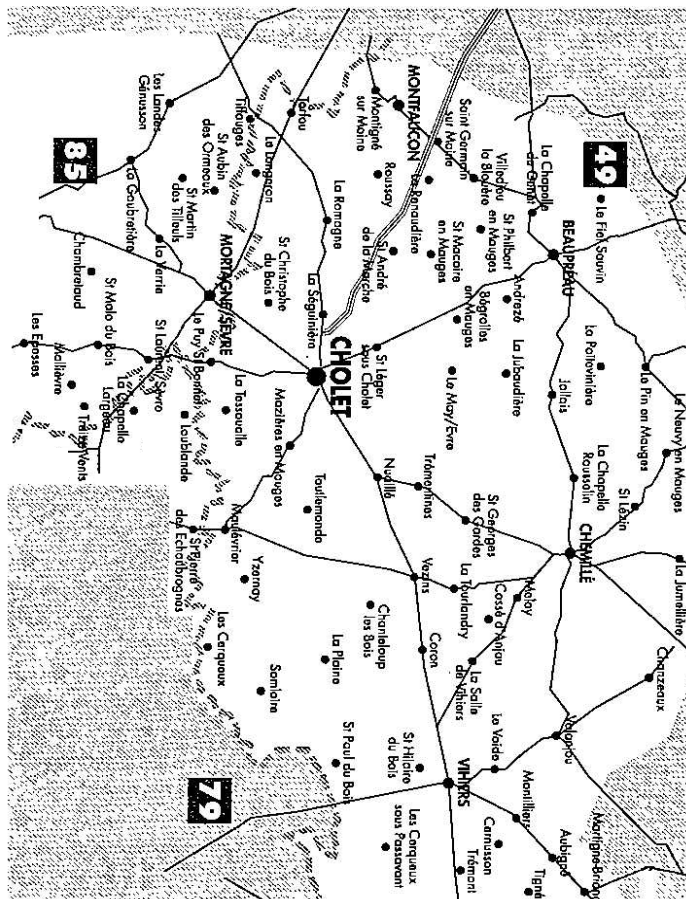 49
85
79
Le Fief Sauvin
La Chapelle
du Genêt
BEAUPRÉAU
Villedieu
la Blouère
St Philbert
en Mauges
Andrezé
Saint Germain
sur Moine
MONTFAUCON
Montigné
sur Moine
La Renaudière
Roussay
St Macaire
en Mauges
St André
de la Marche
Bégrolles
en Mauges
La Jubaudière
Le May/Evre
La Poitevinière
Jallais
Le Pin en Mauges
Le Neuvy en Mauges
St Lézin
La Chapelle
Rousselin
CHEMILLÉ
La Jumellière
Chanzeaux
Valanjou
St Georges
des Gardes
Trémentines
Nuaillé
St Léger
sous Cholet
CHOLET
La Séguinière
La Romagne
Torfou
Tiffauges
La Longeron
St Aubin
des Ormeaux
St Christophe
du Bois
Les Landes
Génusson
La Gaubretière
St Martin
des Tilleuls
La Verrie
MORTAGNE/SÈVRE
Chambretaud
St Malo du Bois
Les Epesses
Mallièvre
Treize Vents
St Laurent/Sèvre
La Chapelle
Largeau
Le Puy St Bonnet
La Tessoualle
Loublande
Mazières en Mauges
Toutlemonde
Maulévrier
St Pierre
des Echaubrognes
Yzernay
Les Cerqueux
Somloire
La Plaine
Chanteloup
les Bois
Vezins
La Tourlandry
Melay
Cossé d'Anjou
Coron
La Salle
de Vihiers
Le Voide
VIHIERS
St Hilaire
du Bois
St Paul du Bois
Les Cerqueux
sous Passavant
Montilliers
Cernusson
Trémont
Aubigné
Tigné
Martigné-Briand